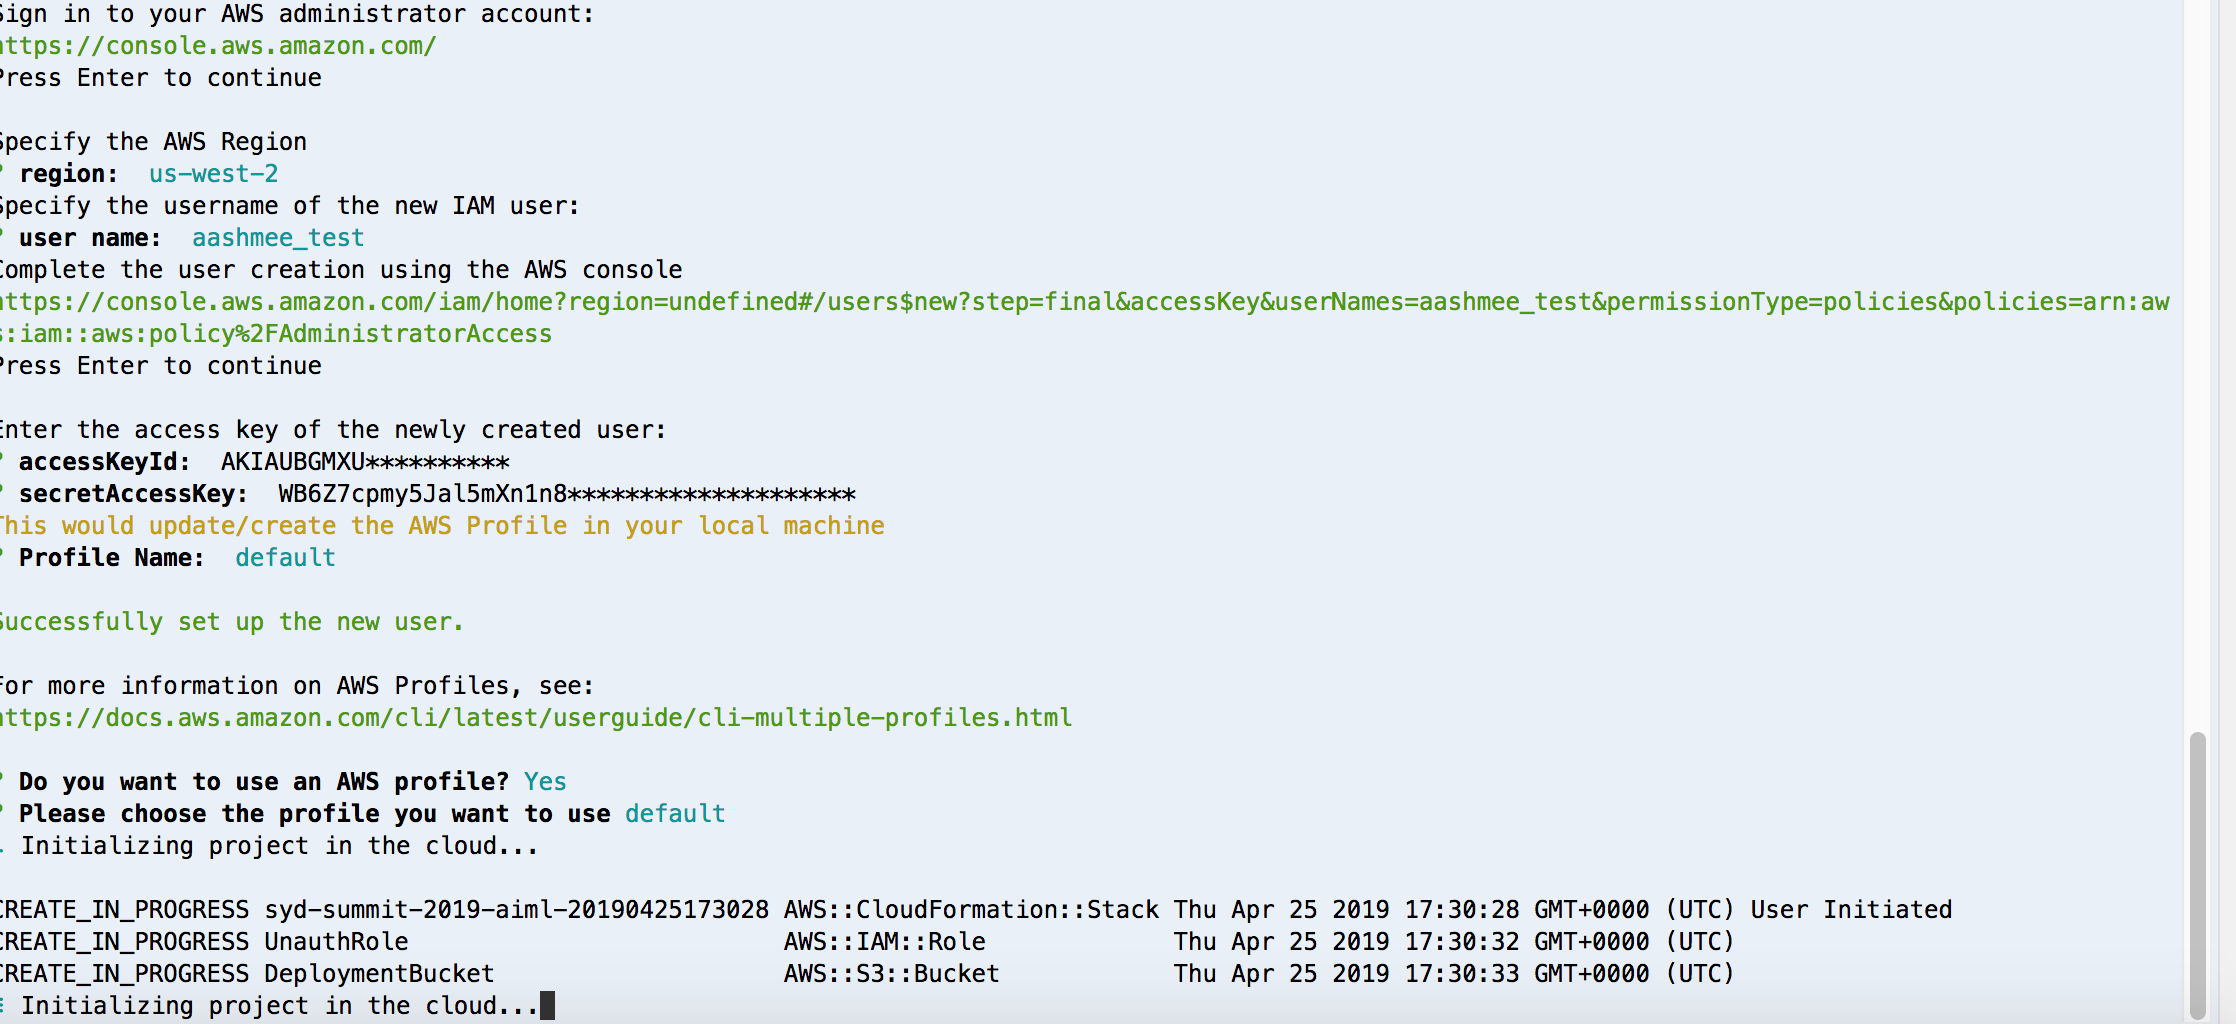 Sign in to your AWS administrator account:
https://console.aws.amazon.com/
Press Enter to continue
Specify the AWS Region
? region:  us-west-2
Specify the username of the new IAM user:
? user name:  aashmee_test
Complete the user creation using the AWS console
https://console.aws.amazon.com/iam/home?region=undefined#/users$new?step=final&accessKey&userNames=aashmee_test&permissionType=policies&policies=arn:aw
s:iam::aws:policy%2FAdministratorAccess
Press Enter to continue
Enter the access key of the newly created user:
? accessKeyId:  AKIAUBGMXU**********
? secretAccessKey:  WB6Z7cpmy5Jal5mXn1n8********************
This would update/create the AWS Profile in your local machine
? Profile Name:  default
Successfully set up the new user.
For more information on AWS Profiles, see:
https://docs.aws.amazon.com/cli/latest/userguide/cli-multiple-profiles.html
? Do you want to use an AWS profile? Yes
? Please choose the profile you want to use default
Initializing project in the cloud...
CREATE_IN_PROGRESS syd-summit-2019-aiml-20190425173028 AWS::CloudFormation::Stack Thu Apr 25 2019 17:30:28 GMT+0000 (UTC) User Initiated
CREATE_IN_PROGRESS UnauthRole AWS::IAM::Role Thu Apr 25 2019 17:30:32 GMT+0000 (UTC)
CREATE_IN_PROGRESS DeploymentBucket AWS::S3::Bucket Thu Apr 25 2019 17:30:33 GMT+0000 (UTC)
Initializing project in the cloud...